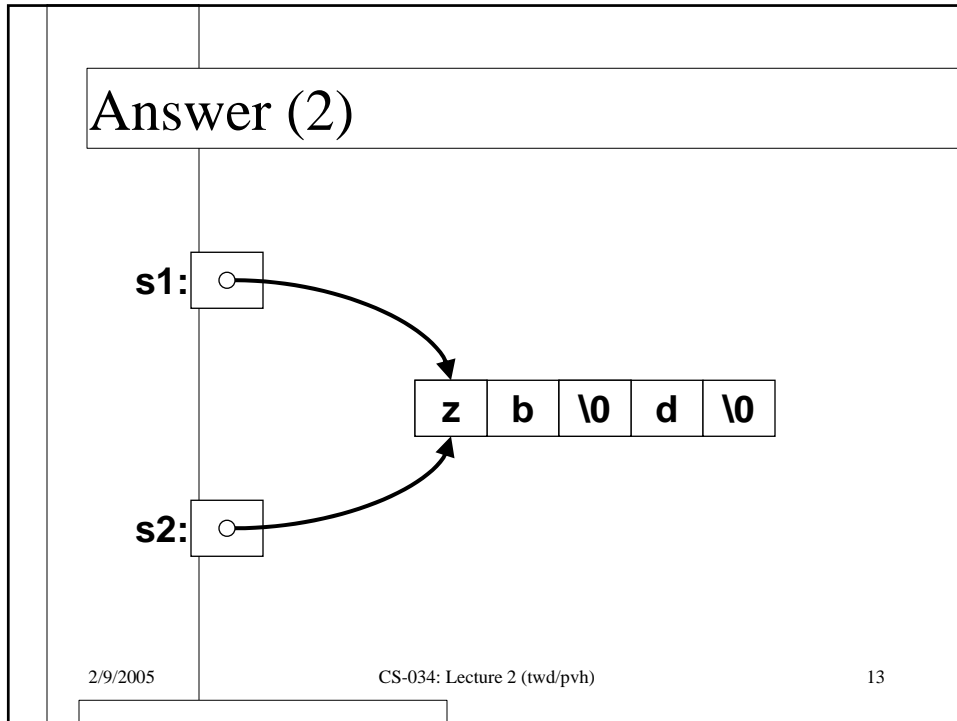 Answer (2)
s1:
z b \0 d \0
s2:
2/9/2005 CS-034: Lecture 2 (twd/pvh) 13